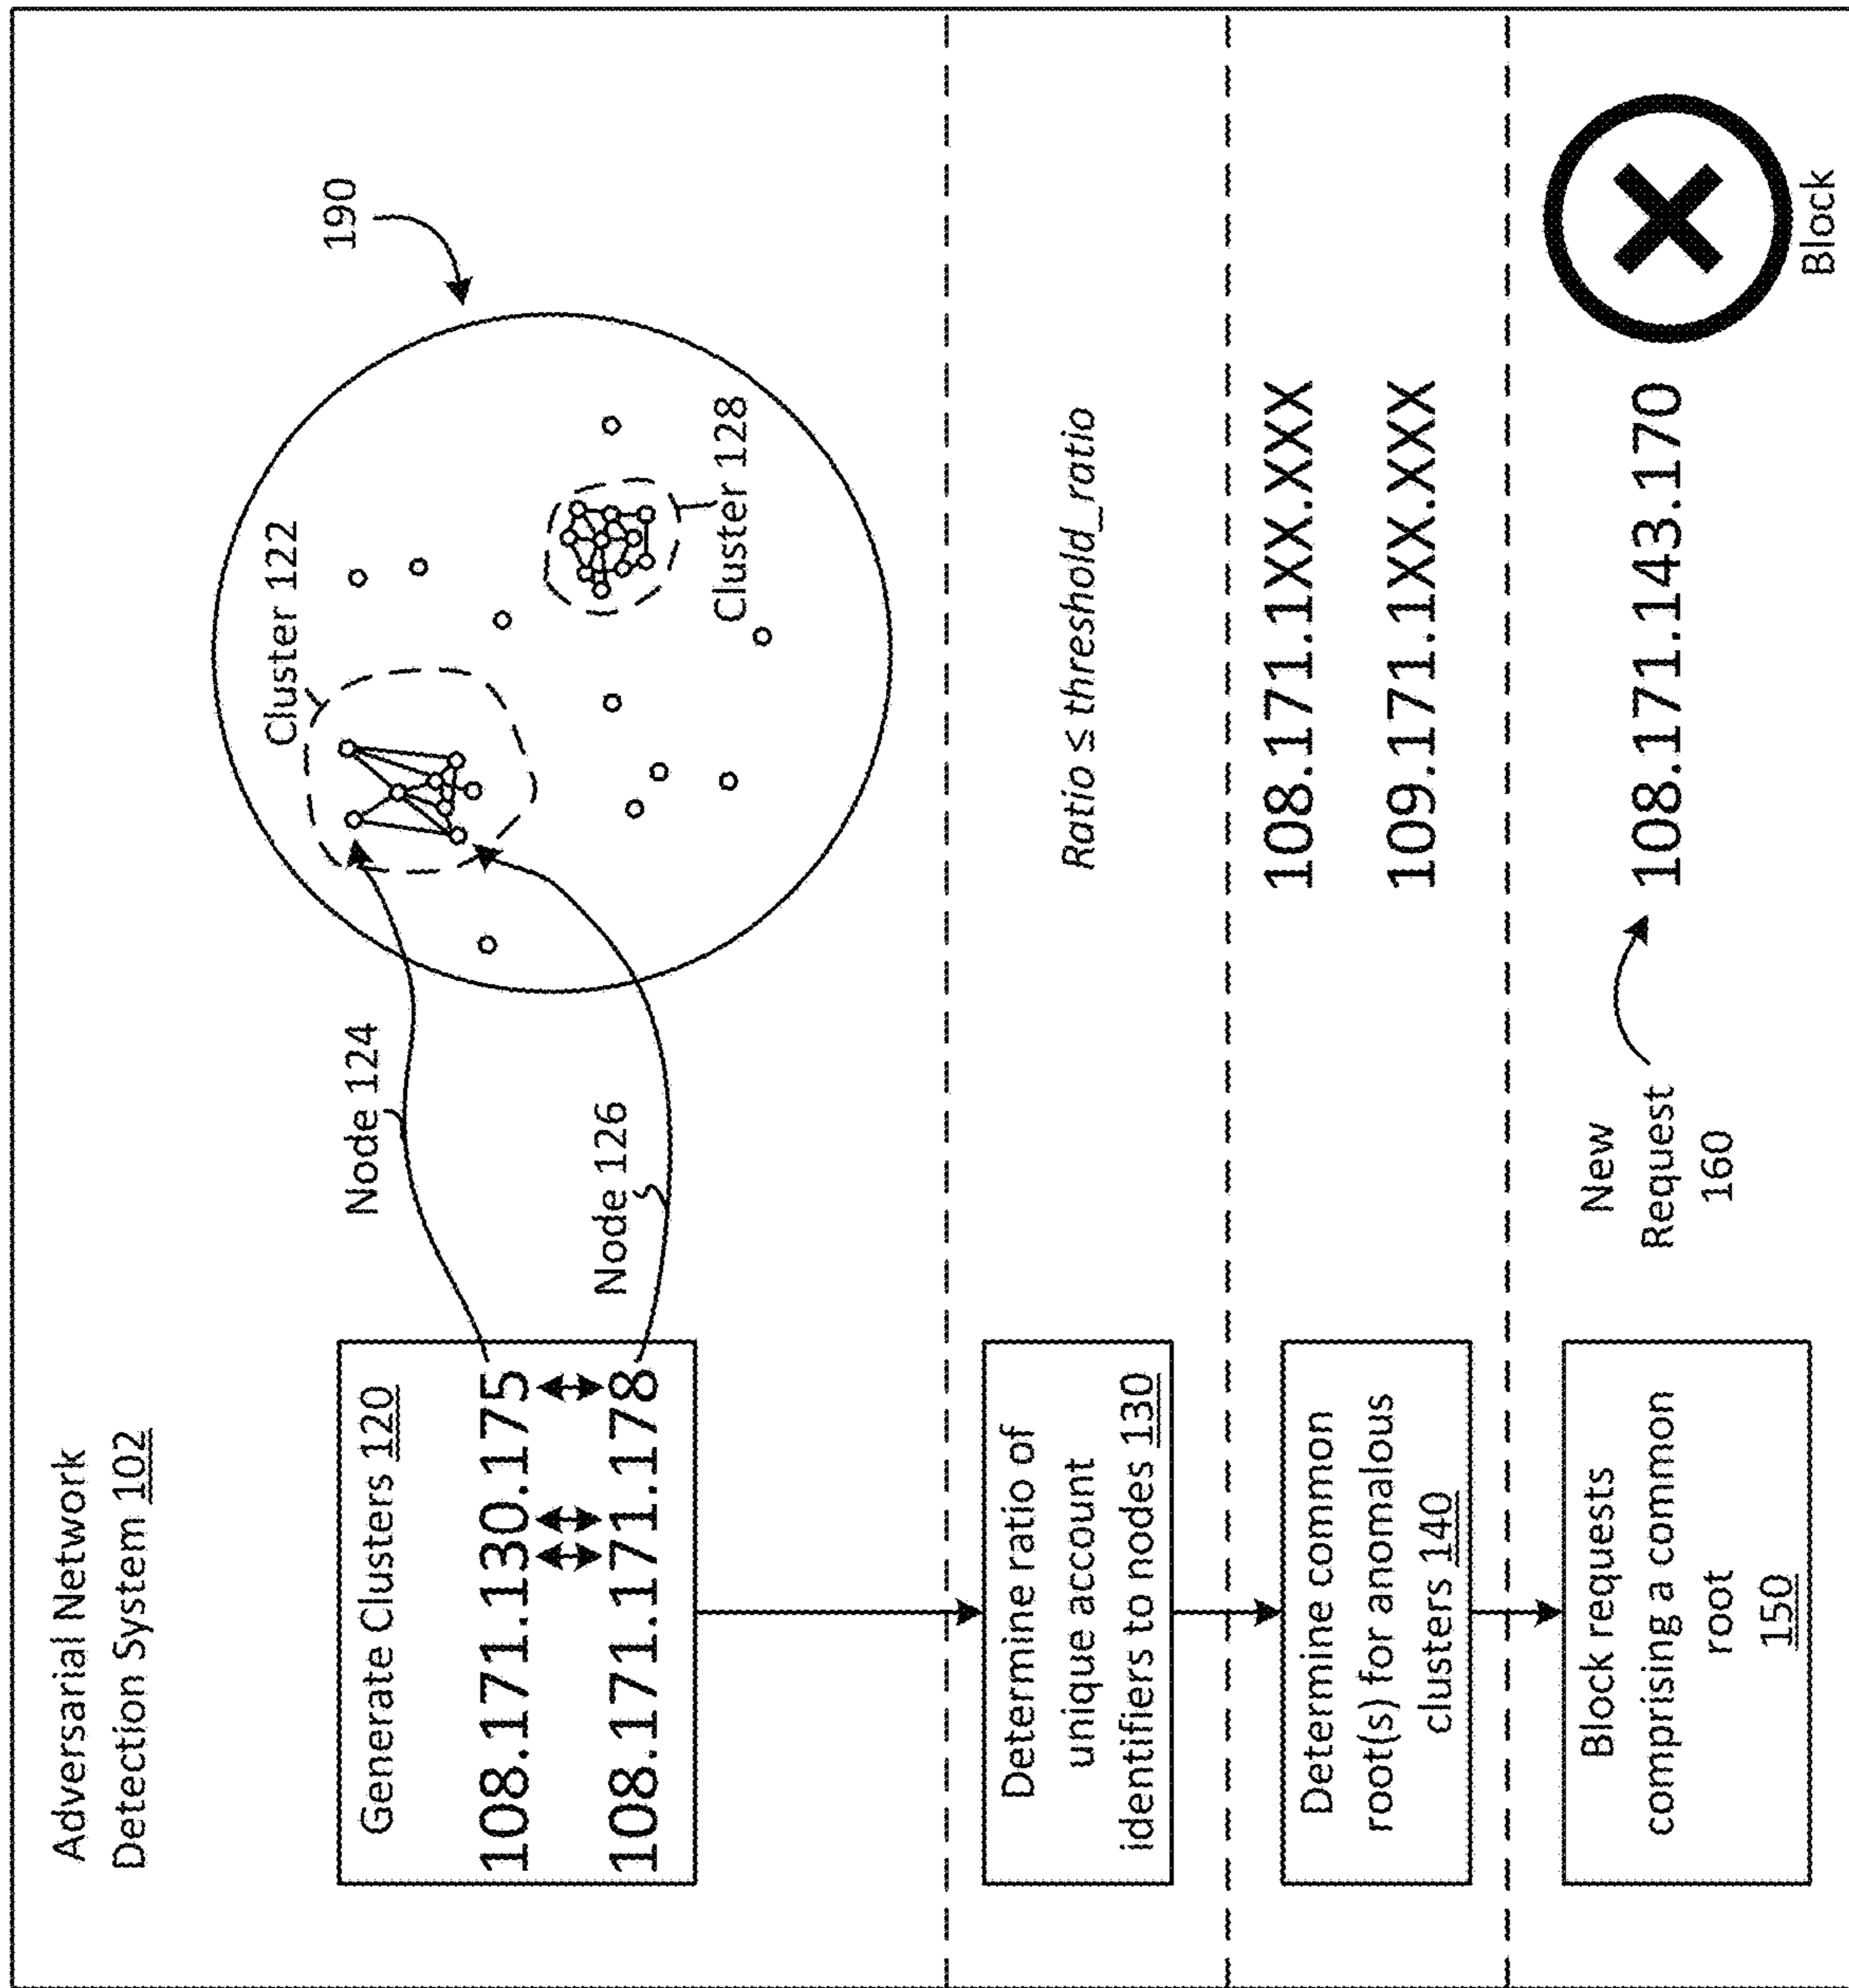 Adversarial Network
Detection System 102
Generate Clusters 120
108.171.130.175
108.171.171.178
Node 124
Node 126
Cluster 122
Cluster 128
190
Determine ratio of
unique account
identifiers to nodes 130
Ratio ≤ threshold_ratio
Determine common
root(s) for anomalous
clusters 140
108.171.1XX.XXX
109.171.1XX.XXX
Block requests
comprising a common
root
150
New
Request
160
108.171.143.170
Block